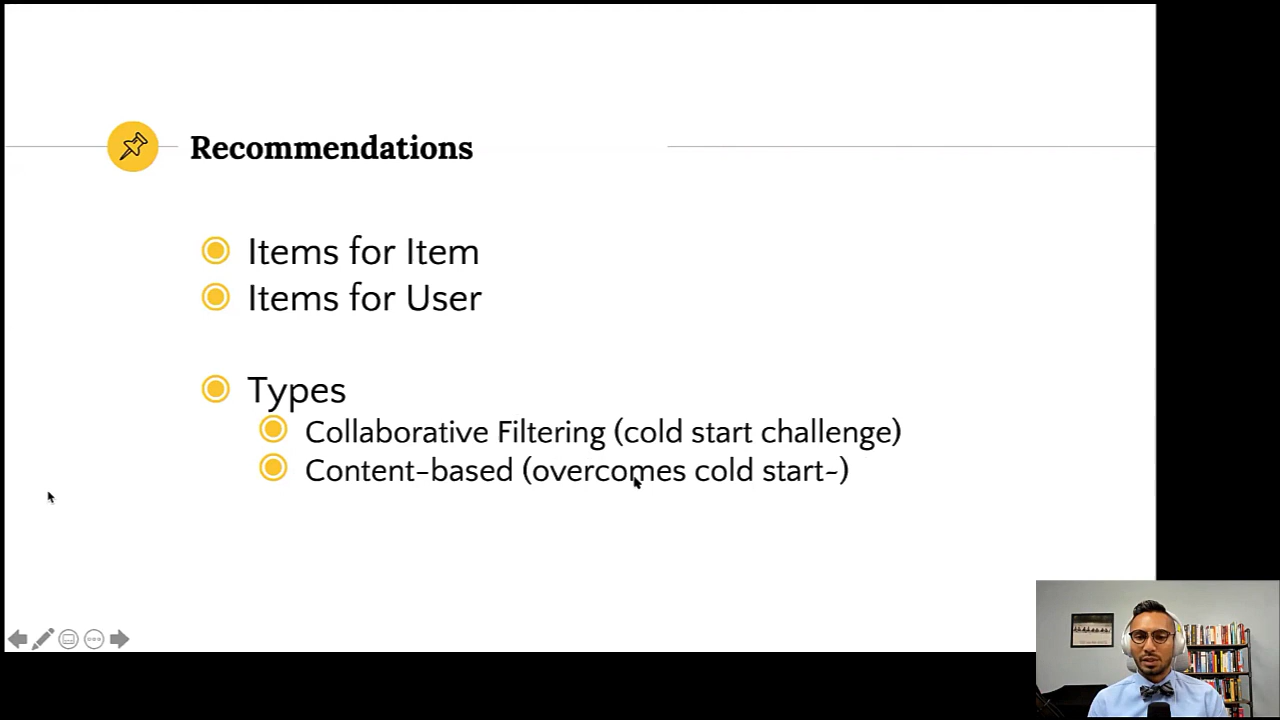 Recommendations
Items for Item
Items for User
Types
Collaborative Filtering (cold start challenge)
Content-based (overcomes cold start~)